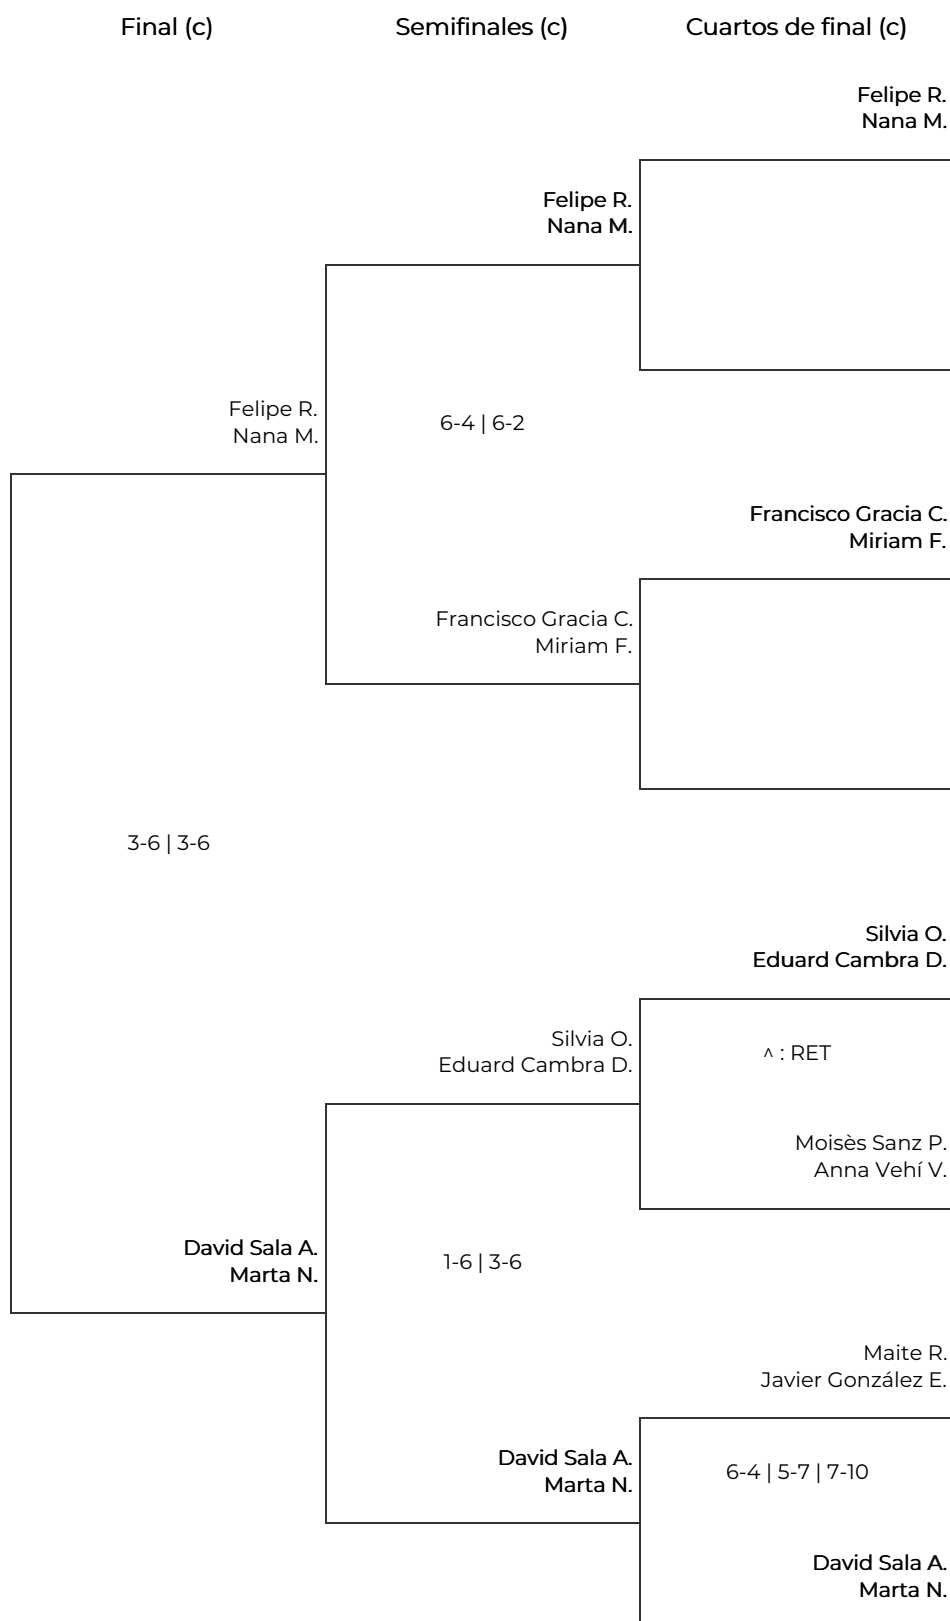 Final (c)
Semifinales (c)
Cuartos de final (c)
Felipe R.
Nana M.
Felipe R.
Nana M.
Felipe R.
Nana M.
6-4 | 6-2
Francisco Gracia C.
Miriam F.
Francisco Gracia C.
Miriam F.
3-6 | 3-6
Silvia O.
Eduard Cambra D.
Silvia O.
Eduard Cambra D.
^ : RET
Moisès Sanz P.
Anna Vehí V.
David Sala A.
Marta N.
1-6 | 3-6
Maite R.
Javier González E.
David Sala A.
Marta N.
6-4 | 5-7 | 7-10
David Sala A.
Marta N.